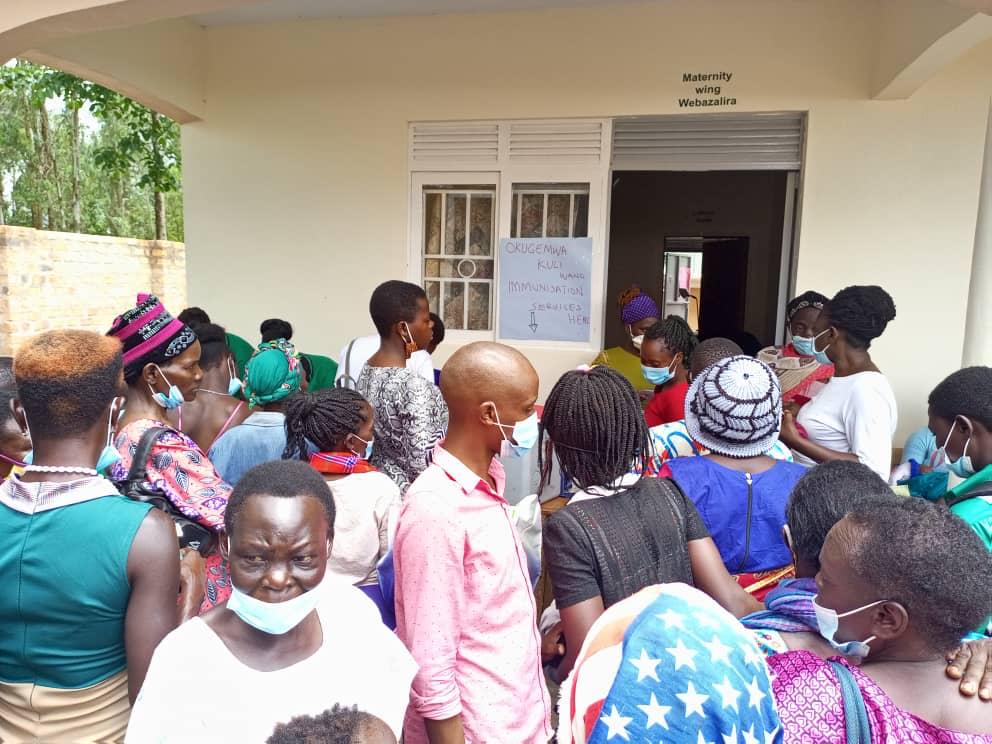 Maternity
wing
Webazalira
OKUGEMWA
KULI
WANO
IMMUNISATION
SERVICES
HERE